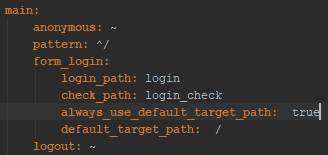 main:
anonymous: ~
pattern: ^/
form_login:
login_path: login
check_path: login_check
always_use_default_target_path:  true
default_target_path:  /
logout: ~